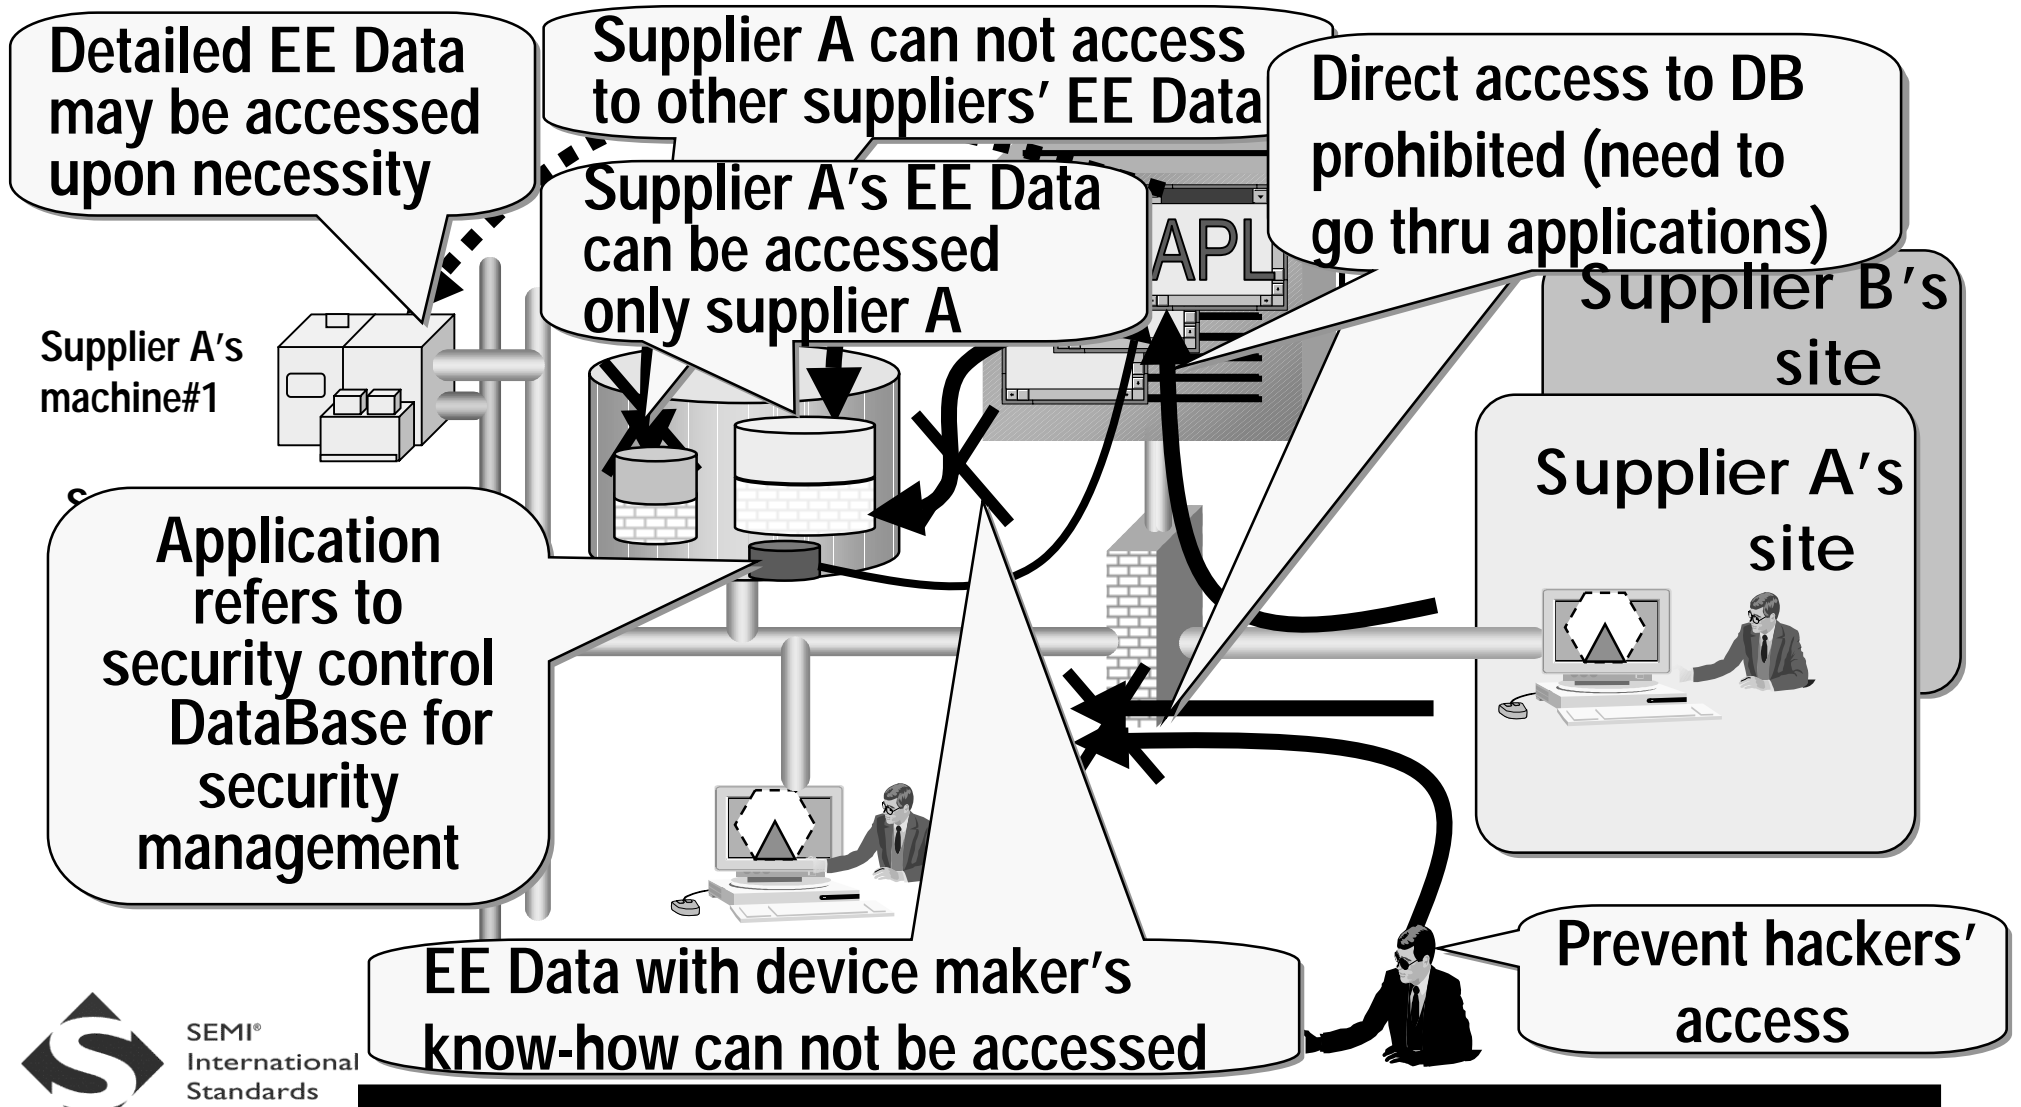 Detailed EE Data
may be accessed
upon necessity
Supplier A can not access
to other suppliers' EE Data
Direct access to DB
prohibited (need to
go thru applications)
Supplier A's EE Data
can be accessed
only supplier A
APL
Supplier B's
site
Supplier A's
machine#1
Supplier A's
site
Application
refers to
security control
DataBase for
security
management
EE Data with device maker's
know-how can not be accessed
Prevent hackers'
access
SEMI®
International
Standards